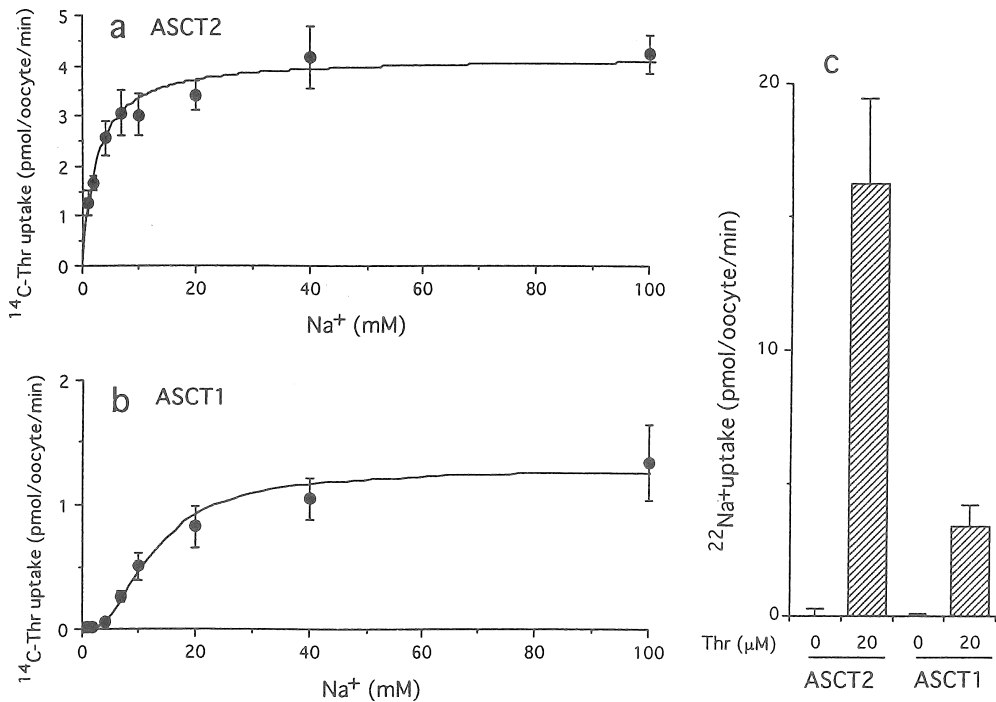 a ASCT2
5
4
3
2
1
0
14C-Thr uptake (pmol/oocyte/min)
0 20 40 60 80 100
Na+ (mM)
b ASCT1
2
1
0
14C-Thr uptake (pmol/oocyte/min)
0 20 40 60 80 100
Na+ (mM)
c
20
10
0
22Na+uptake (pmol/oocyte/min)
Thr (μM) 0 20 0 20
ASCT2 ASCT1